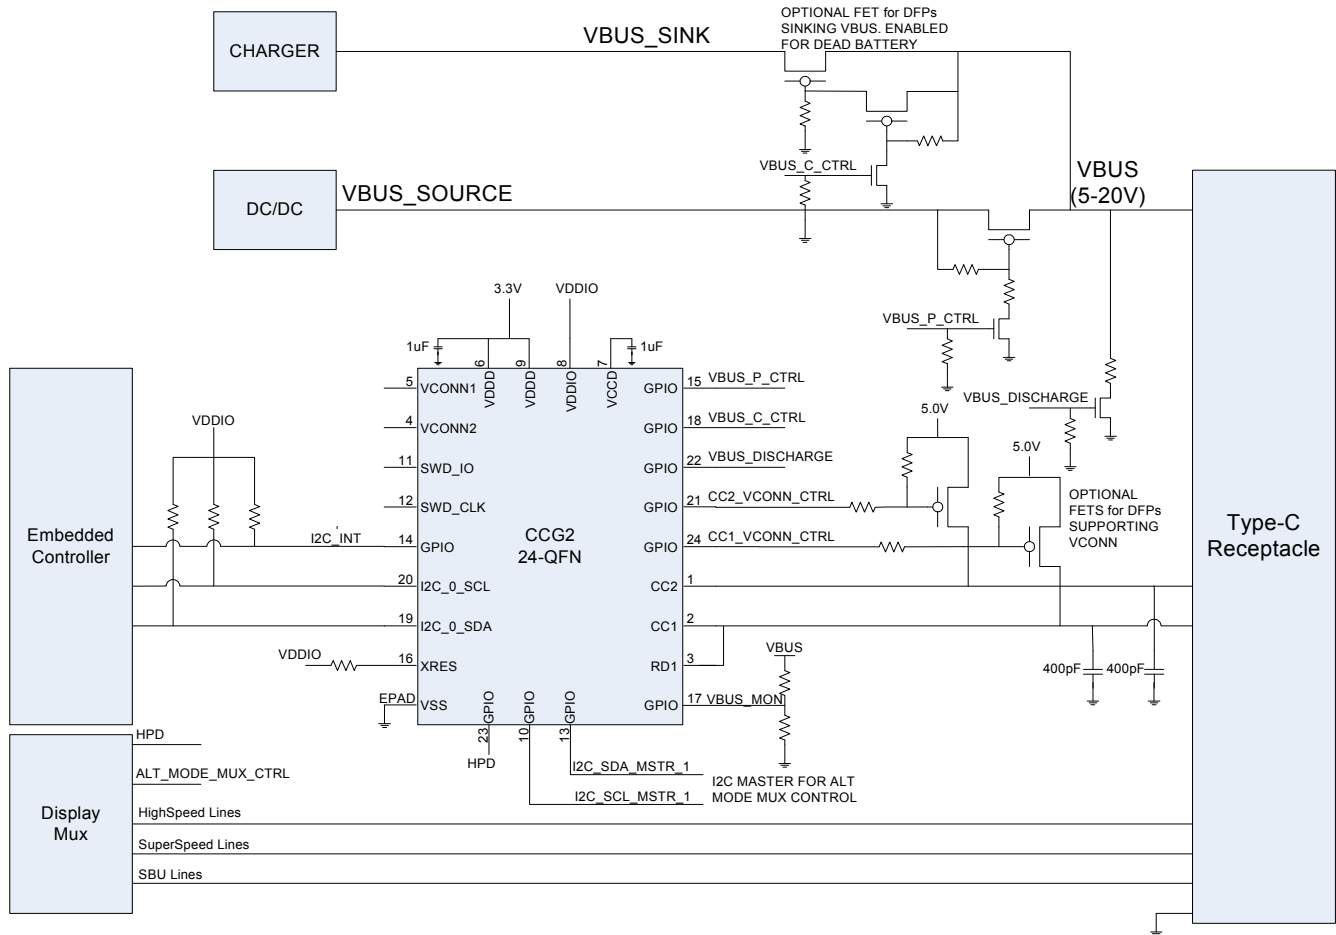 OPTIONAL FET for DFPs
SINKING VBUS. ENABLED
FOR DEAD BATTERY
CHARGER
VBUS_SINK
VBUS_C_CTRL
DC/DC
VBUS_SOURCE
VBUS
(5-20V)
VBUS_P_CTRL
VBUS_DISCHARGE
5.0V
5.0V
OPTIONAL
FETS for DFPs
SUPPORTING
VCONN
3.3V
VDDIO
1uF
1uF
6
9
8
7
VDDD
VDDD
VDDIO
VCCD
5
VCONN1
4
VCONN2
11
SWD_IO
12
SWD_CLK
I2C_INT
14
GPIO
20
I2C_0_SCL
19
I2C_0_SDA
VDDIO
16
XRES
EPAD
VSS
CCG2
24-QFN
GPIO
15
VBUS_P_CTRL
GPIO
18
VBUS_C_CTRL
GPIO
22
VBUS_DISCHARGE
GPIO
21
CC2_VCONN_CTRL
GPIO
24
CC1_VCONN_CTRL
CC2
1
CC1
2
RD1
3
GPIO
17
VBUS_MON
VBUS
400pF
400pF
GPIO
GPIO
GPIO
23
10
13
HPD
I2C_SDA_MSTR_1
I2C_SCL_MSTR_1
I2C MASTER FOR ALT
MODE MUX CONTROL
VDDIO
Embedded
Controller
Type-C
Receptacle
Display
Mux
HPD
ALT_MODE_MUX_CTRL
HighSpeed Lines
SuperSpeed Lines
SBU Lines